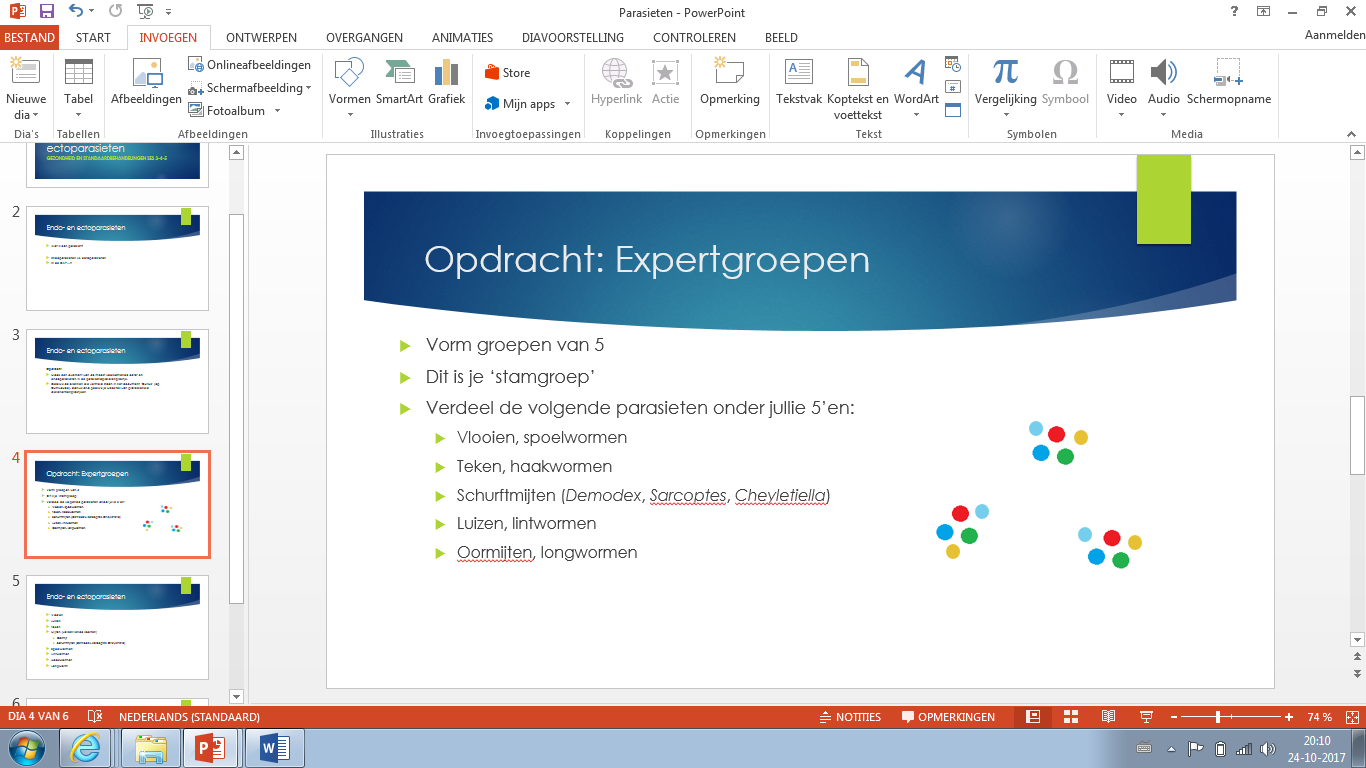 Parasieten - PowerPoint
BESTAND START INVOEGEN ONTWERPEN OVERGANGEN ANIMATIES DIAVOORSTELLING CONTROLEREN BEELD Aanmelden
Nieuwe dia
Dia's
Tabel
Tabellen
Afbeeldingen
Onlineafbeeldingen
Schermafbeelding
Fotoalbum
Afbeeldingen
Vormen
SmartArt
Grafiek
Illustraties
Store
Mijn apps
Invoegtoepassingen
Hyperlink
Actie
Koppelingen
Opmerking
Opmerkingen
Tekstvak
Koptekst en voettekst
WordArt
Tekst
Vergelijking
Symbool
Symbolen
Video
Audio
Schermopname
Media
ectoparasieten
GEZONDHEID EN STANDAARDBEHANDELINGEN
2
Endo- en ectoparasieten
3
Endo- en ectoparasieten
4
Opdracht: Expertgroepen
5
Endo- en ectoparasieten
6
Opdracht: Expertgroepen
Vorm groepen van 5
Dit is je ‘stamgroep’
Verdeel de volgende parasieten onder jullie 5’en:
Vlooien, spoelwormen
Teken, haakwormen
Schurftmijten (Demodex, Sarcoptes, Cheyletiella)
Luizen, lintwormen
Oormijten, longwormen
DIA 4 VAN 6 NEDERLANDS (STANDAARD) NOTITIES OPMERKINGEN 74 %
20:10
24-10-2017